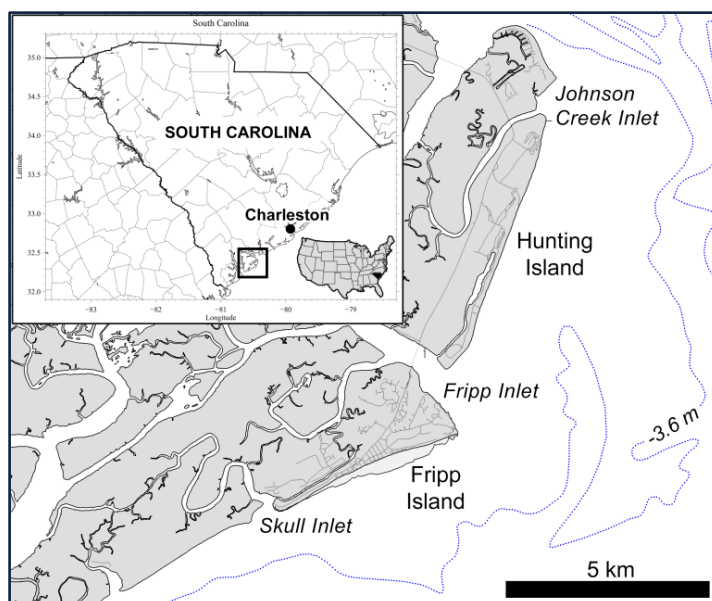 South Carolina
35.0
34.5
34.0
33.5
33.0
32.5
32.0
Latitude
−83
−82
−81
−80
−79
Longitude
SOUTH CAROLINA
Charleston
Johnson
Creek Inlet
Hunting
Island
Fripp Inlet
-3.6 m
Fripp
Island
Skull Inlet
5 km